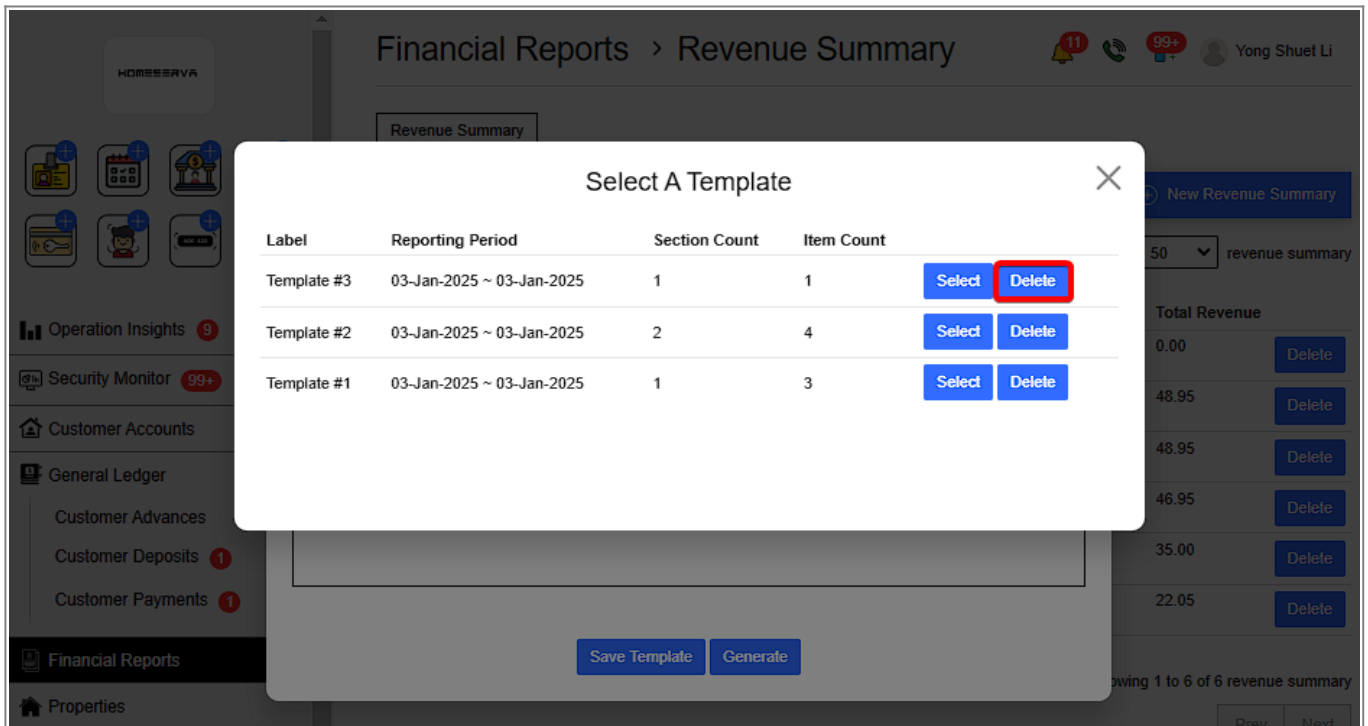 HOMESERVA
Financial Reports > Revenue Summary
11
99+
Yong Shuet Li
Revenue Summary
New Revenue Summary
50
revenue summary
Select A Template
Label Reporting Period Section Count Item Count
Template #3 03-Jan-2025 ~ 03-Jan-2025 1 1 Select Delete
Template #2 03-Jan-2025 ~ 03-Jan-2025 2 4 Select Delete
Template #1 03-Jan-2025 ~ 03-Jan-2025 1 3 Select Delete
Operation Insights 9
Security Monitor 99+
Customer Accounts
General Ledger
Customer Advances
Customer Deposits 1
Customer Payments 1
Financial Reports
Properties
Total Revenue
0.00 Delete
48.95 Delete
48.95 Delete
46.95 Delete
35.00 Delete
22.05 Delete
Save Template Generate
owing 1 to 6 of 6 revenue summary
Prev Next